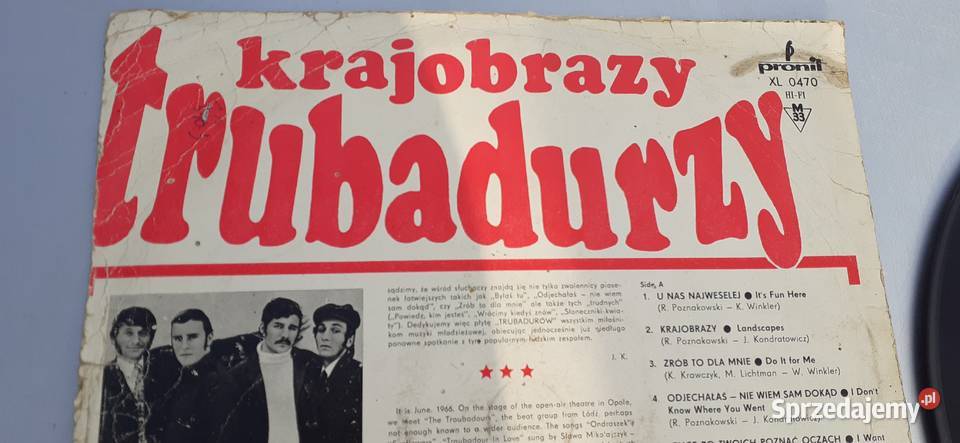 krajobrazy
trubadurzy
pronit
XL 0470
HI-FI
M
33
sądzimy, że wśród słuchaczy znajdą się nie tylko zwolennicy piose-
nek łatwiejszych takich jak „Byłaś tu", „Odjechałaś - nie wiem
sam dokąd", czy „Zrób to dla mnie" ale także tych „trudnych"
(„Powiedz, kim jesteś", „Wrócimy kiedyś znów", „Słoneczniki-kwia-
ty"). Dedykujemy więc płytę „TRUBADURÓW" wszystkim miłośni-
kom muzyki młodzieżowej, obiecując jednocześnie już niedługo
ponowne spotkanie z tym popularnym łódzkim zespołem.
J. K.
It is June. 1966. On the stage of the open-air theatre in Opole,
we meet "The Troubadours", the beat group from Łódź, perhaps
not enough known to a wider audience. The songs "Ondraszek"
"Troubadour in Love" sung by Sława Mikołajczyk -
Side A
1. U NAS NAJWESELEJ ● It's Fun Here
(R. Poznakowski — K. Winkler)
2. KRAJOBRAZY ● Landscapes
(R. Poznakowski — J. Kondratowicz)
3. ZRÓB TO DLA MNIE ● Do It for Me
(K. Krawczyk, M. Lichtman — W. Winkler)
4. ODJECHAŁAŚ — NIE WIEM SAM DOKĄD ● I Don't
Know Where You Went
(R. Poznakowski — J. Kondratowicz)
TWOICH POZNAĆ OCZACH ● I Want
Sprzedajemy.pl